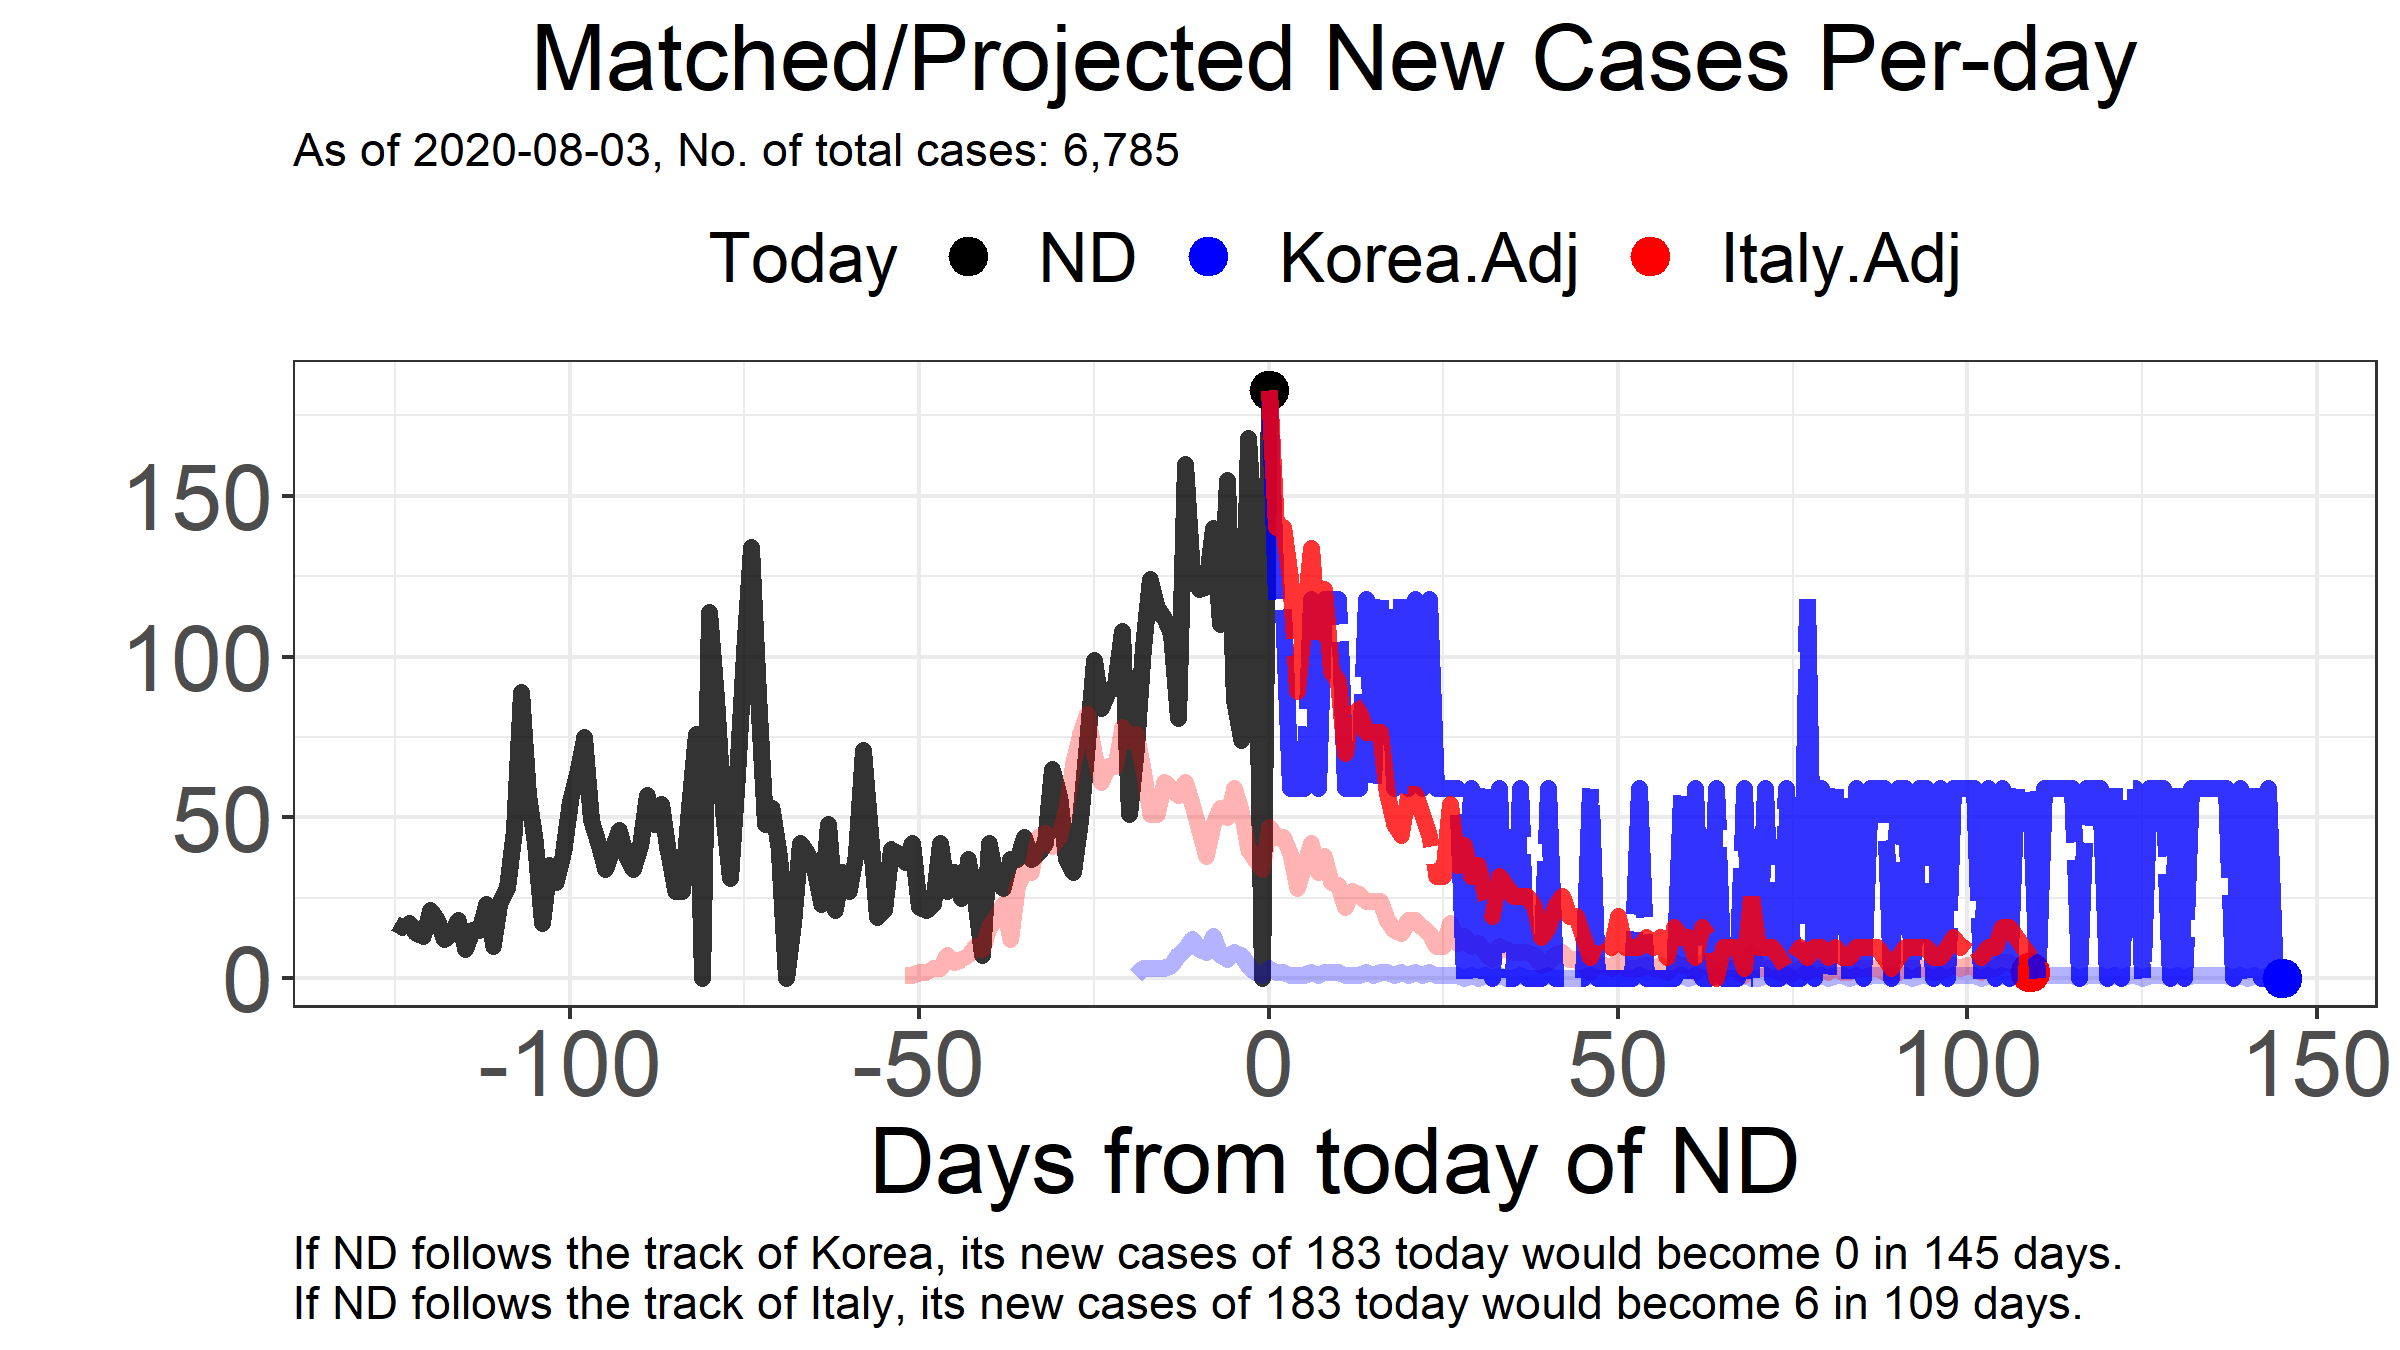 Matched/Projected New Cases Per-day
As of 2020-08-03, No. of total cases: 6,785
Today ND Korea.Adj Italy.Adj
150
100
50
0
-100 -50 0 50 100 150
Days from today of ND
If ND follows the track of Korea, its new cases of 183 today would become 0 in 145 days.
If ND follows the track of Italy, its new cases of 183 today would become 6 in 109 days.